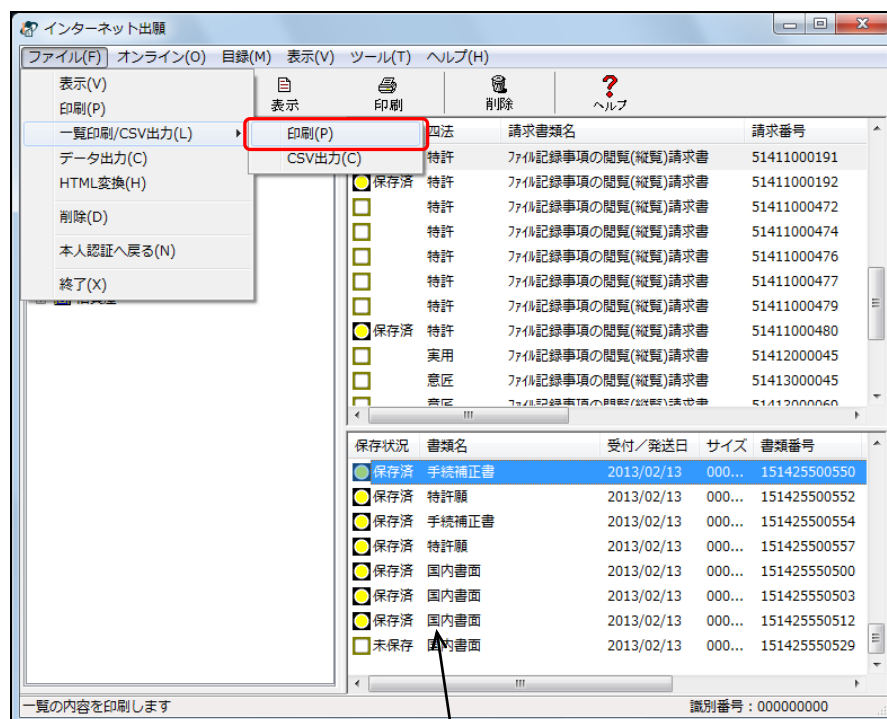 インターネット出願
ファイル(F) オンライン(O) 目録(M) 表示(V) ツール(T) ヘルプ(H)
表示(V)
印刷(P)
一覧印刷/CSV出力(L)
データ出力(C)
HTML変換(H)
削除(D)
本人認証へ戻る(N)
終了(X)
印刷(P)
CSV出力(C)
表示 印刷 削除 ヘルプ
四法 請求書類名 請求番号
特許 ファイル記録事項の閲覧(縦覧)請求書 51411000191
保存済 特許 ファイル記録事項の閲覧(縦覧)請求書 51411000192
特許 ファイル記録事項の閲覧(縦覧)請求書 51411000472
特許 ファイル記録事項の閲覧(縦覧)請求書 51411000474
特許 ファイル記録事項の閲覧(縦覧)請求書 51411000476
特許 ファイル記録事項の閲覧(縦覧)請求書 51411000477
特許 ファイル記録事項の閲覧(縦覧)請求書 51411000479
保存済 特許 ファイル記録事項の閲覧(縦覧)請求書 51411000480
実用 ファイル記録事項の閲覧(縦覧)請求書 51412000045
意匠 ファイル記録事項の閲覧(縦覧)請求書 51413000045
意匠 ファイル記録事項の閲覧(縦覧)請求書 51413000060
保存状況 書類名 受付/発送日 サイズ 書類番号
保存済 手続補正書 2013/02/13 000... 151425500550
保存済 特許願 2013/02/13 000... 151425500552
保存済 手続補正書 2013/02/13 000... 151425500554
保存済 特許願 2013/02/13 000... 151425500557
保存済 国内書面 2013/02/13 000... 151425550500
保存済 国内書面 2013/02/13 000... 151425550503
保存済 国内書面 2013/02/13 000... 151425550512
未保存 国内書面 2013/02/13 000... 151425550529
一覧の内容を印刷します 識別番号:000000000